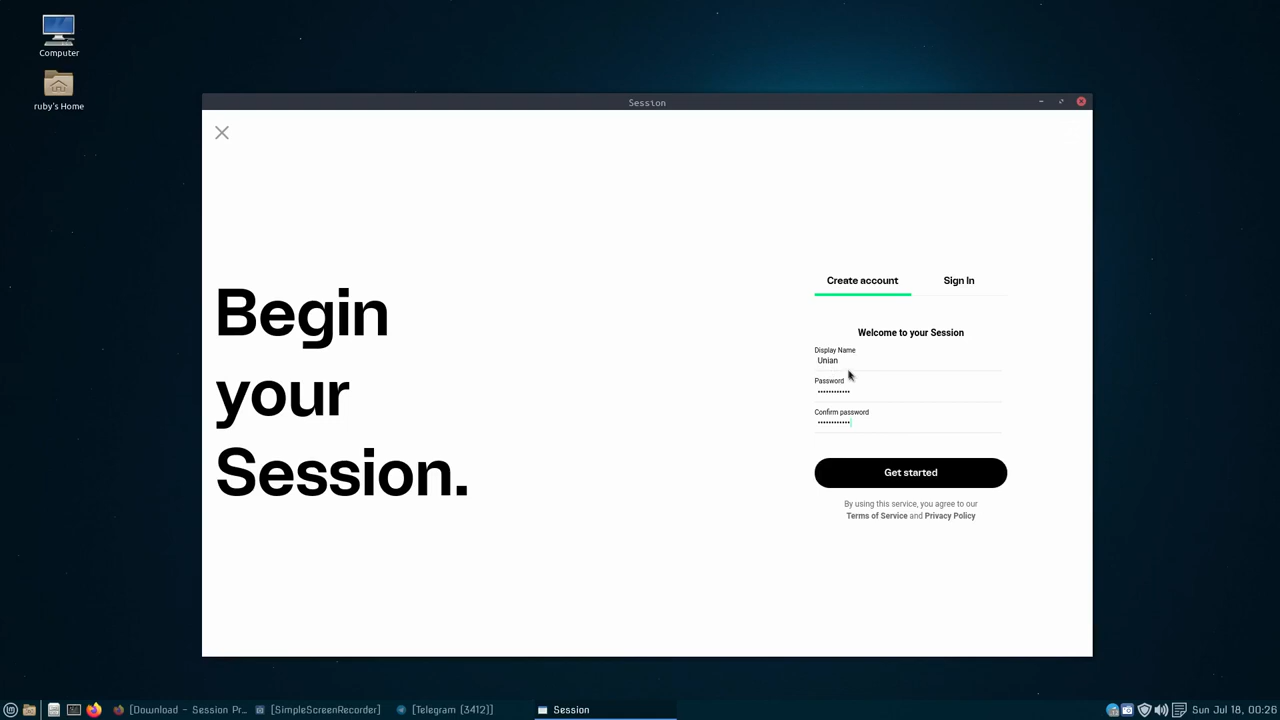 Computer
ruby's Home
Session
Begin
your
Session.
Create account
Sign In
Welcome to your Session
Display Name
Unian
Password
••••••••••••
Confirm password
••••••••••••
Get started
By using this service, you agree to our
Terms of Service and Privacy Policy
[Download – Session Pr...
[SimpleScreenRecorder]
[Telegram (3412)]
Session
Sun Jul 18, 00:26